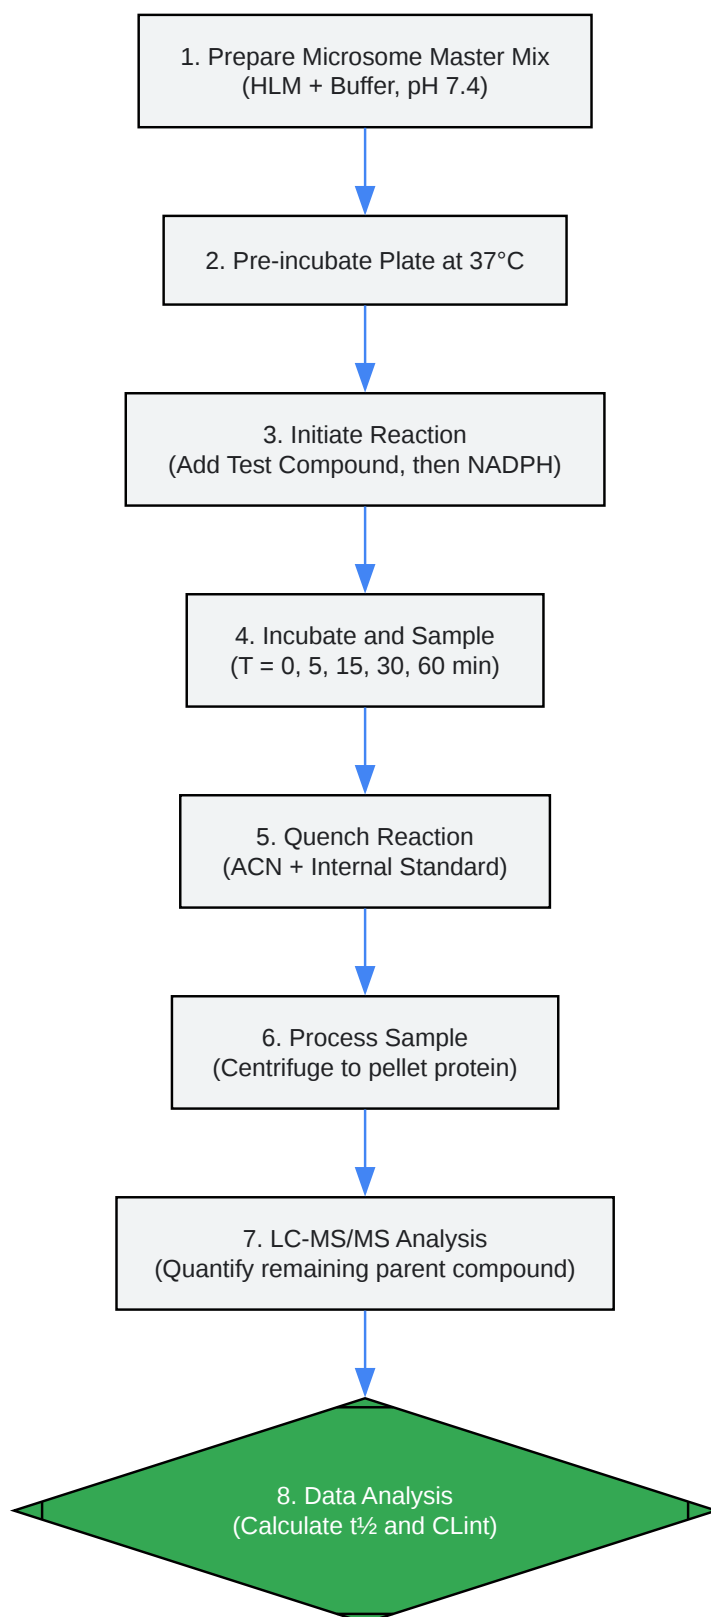 1. Prepare Microsome Master Mix
(HLM + Buffer, pH 7.4)
2. Pre-incubate Plate at 37°C
3. Initiate Reaction
(Add Test Compound, then NADPH)
4. Incubate and Sample
(T = 0, 5, 15, 30, 60 min)
5. Quench Reaction
(ACN + Internal Standard)
6. Process Sample
(Centrifuge to pellet protein)
7. LC-MS/MS Analysis
(Quantify remaining parent compound)
8. Data Analysis
(Calculate t½ and CLint)